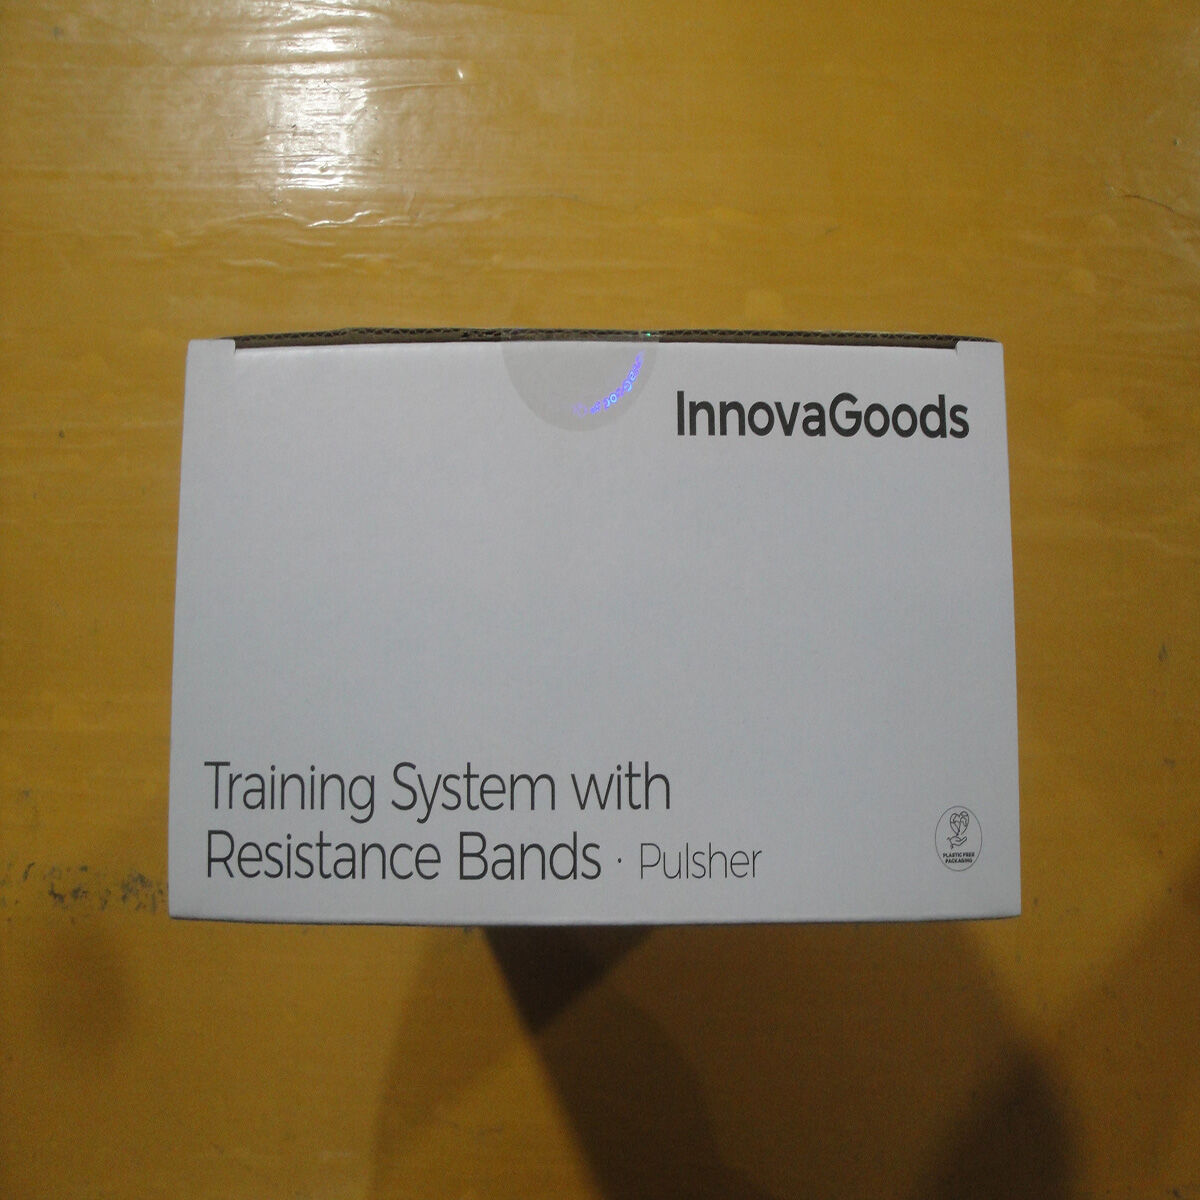 InnovaGoods
Training System with
Resistance Bands · Pulsher
PLASTIC FREE
PACKAGING